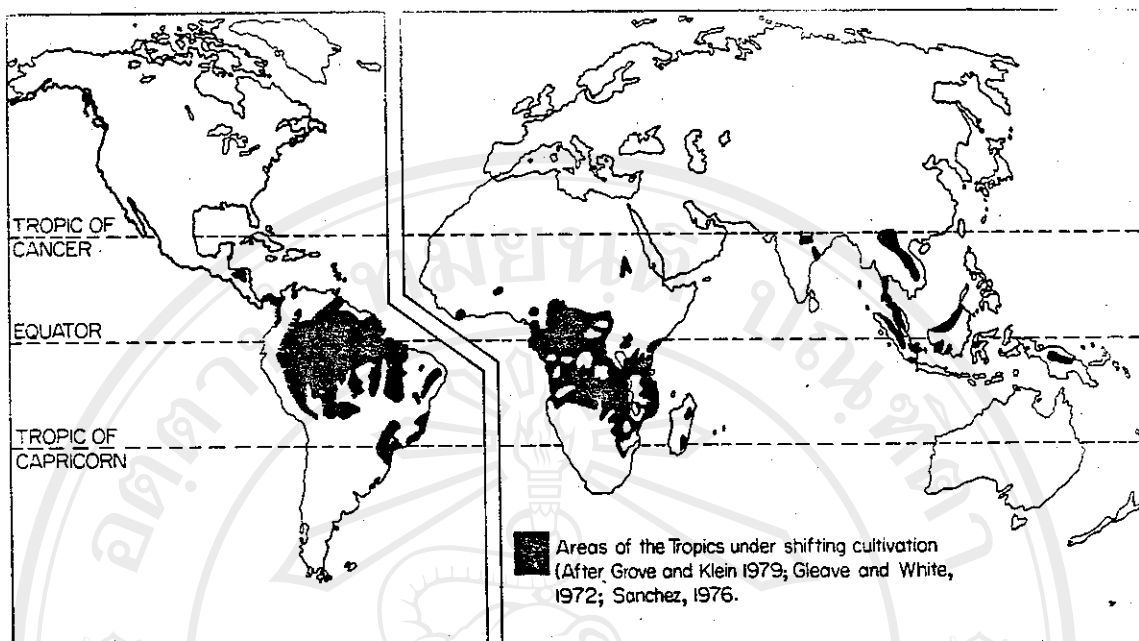 TROPIC OF
CANCER
EQUATOR
TROPIC OF
CAPRICORN
Areas of the Tropics under shifting cultivation
(After Grove and Klein 1979; Gleave and White,
1972; Sanchez, 1976.